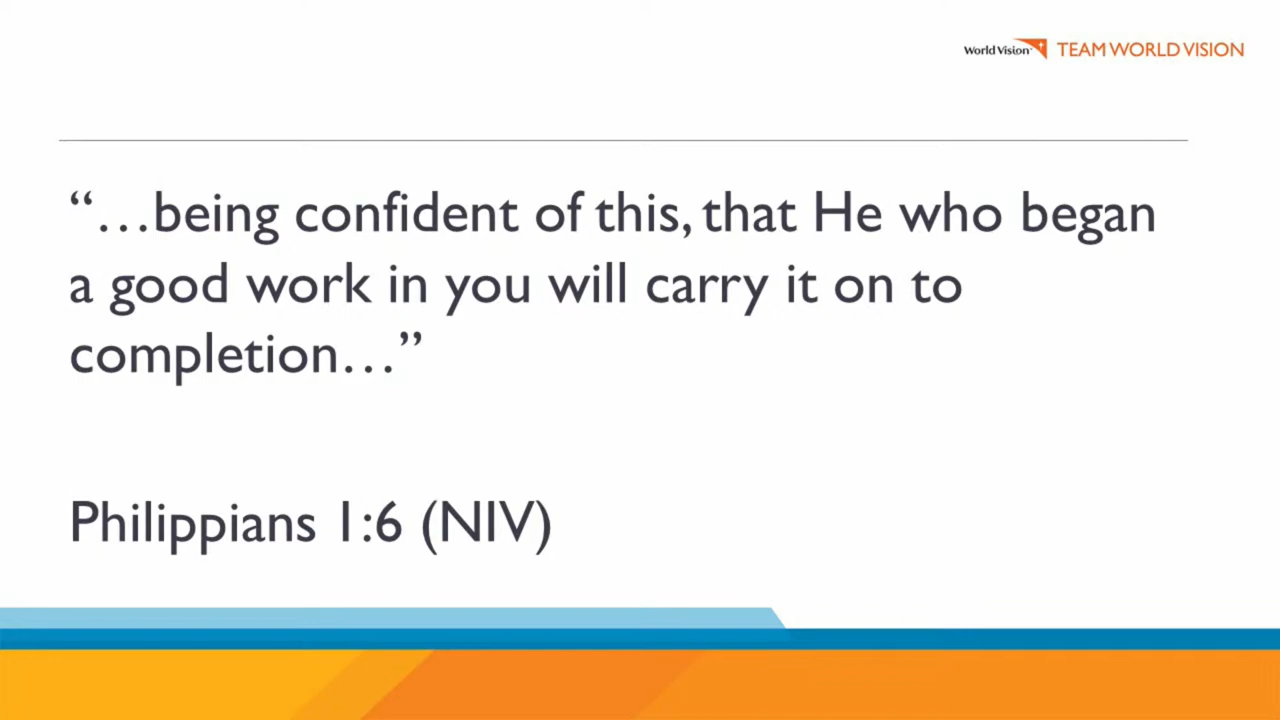 World Vision TEAM WORLD VISION
“…being confident of this, that He who began
a good work in you will carry it on to
completion…”
Philippians 1:6 (NIV)